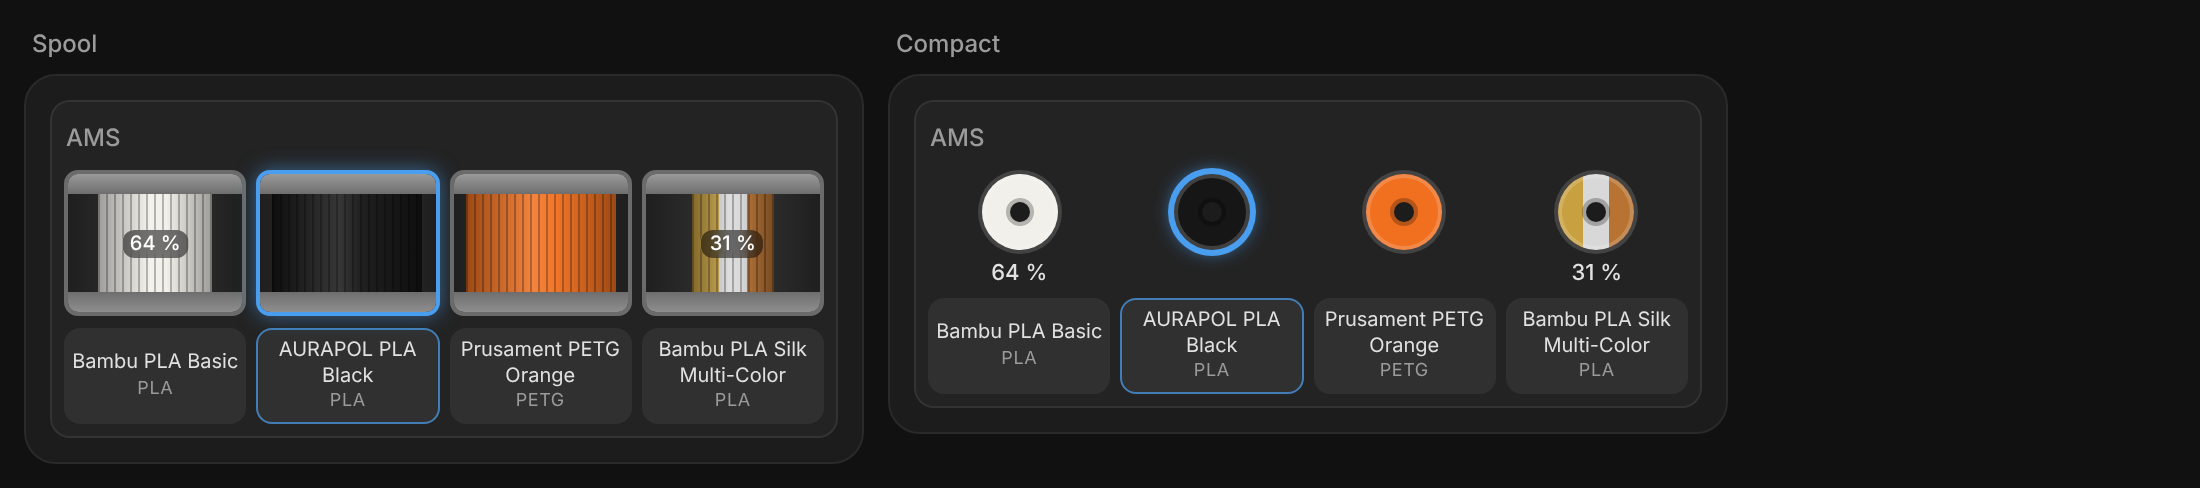 Spool
AMS
64 %
31 %
Bambu PLA Basic
PLA
AURAPOL PLA
Black
PLA
Prusament PETG
Orange
PETG
Bambu PLA Silk
Multi-Color
PLA
Compact
AMS
64 %
31 %
Bambu PLA Basic
PLA
AURAPOL PLA
Black
PLA
Prusament PETG
Orange
PETG
Bambu PLA Silk
Multi-Color
PLA